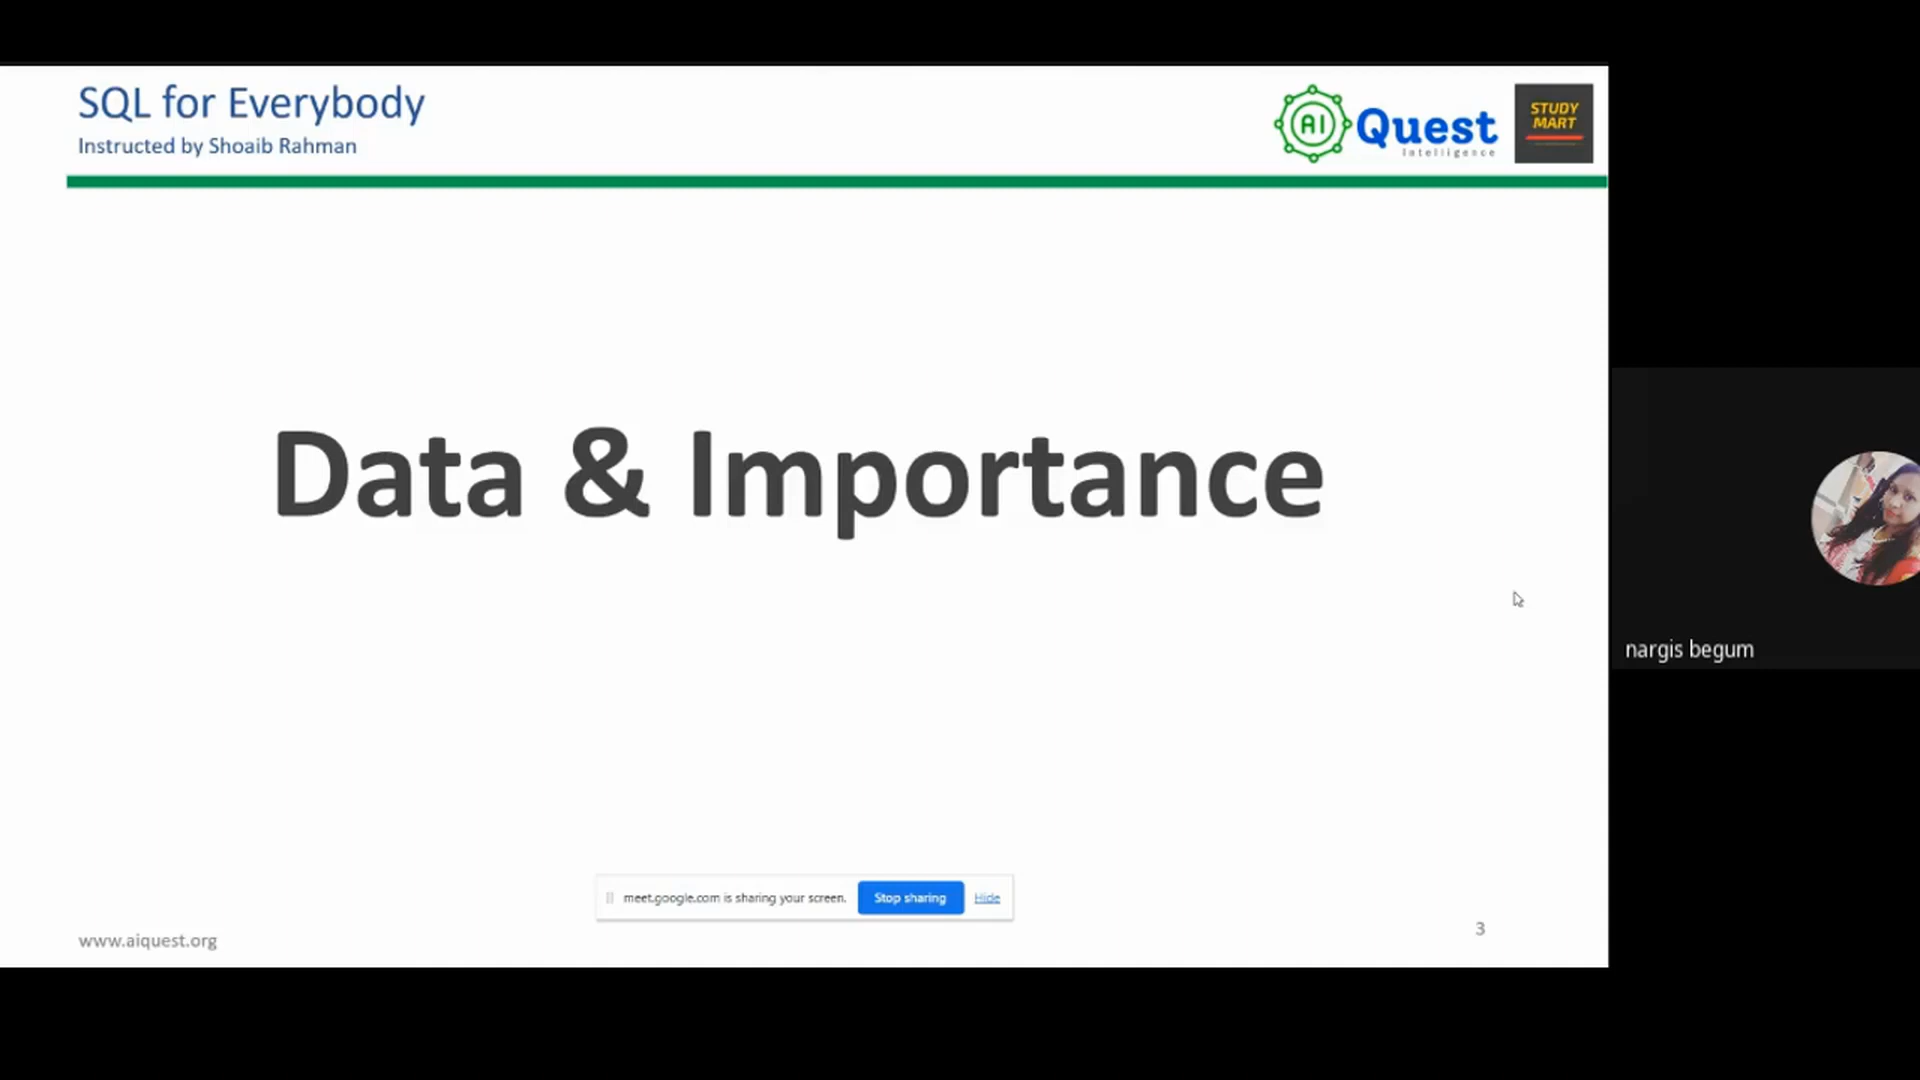 SQL for Everybody
Instructed by Shoaib Rahman
AI Quest
Intelligence
STUDY
MART
Data & Importance
nargis begum
meet.google.com is sharing your screen. Stop sharing Hide
www.aiquest.org
3